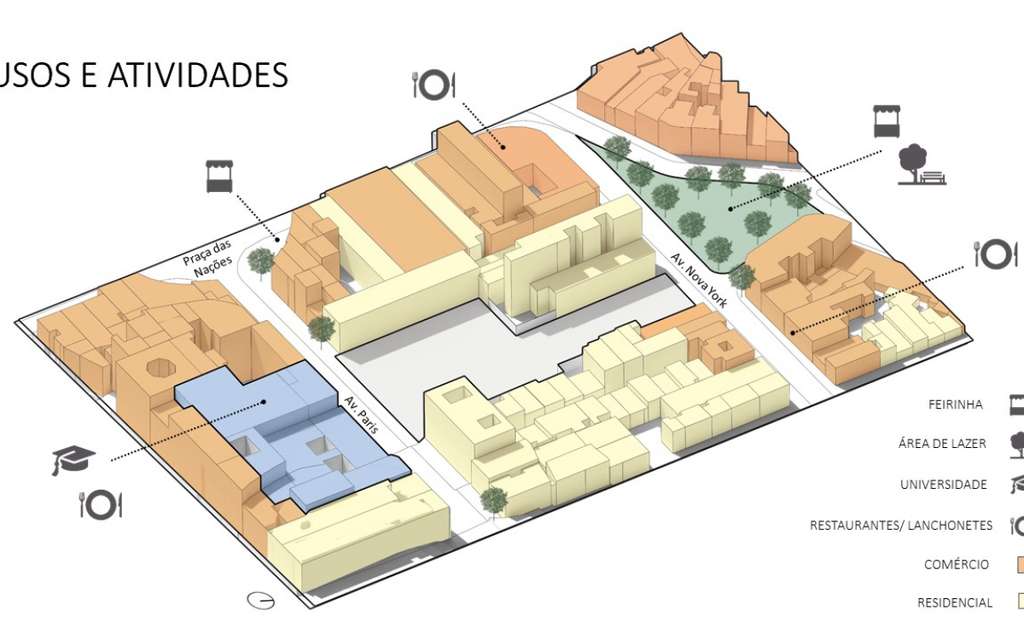 USOS E ATIVIDADES
Praça das
Nações
Av. Nova York
Av. Paris
FEIRINHA
ÁREA DE LAZER
UNIVERSIDADE
RESTAURANTES/ LANCHONETES
COMÉRCIO
RESIDENCIAL